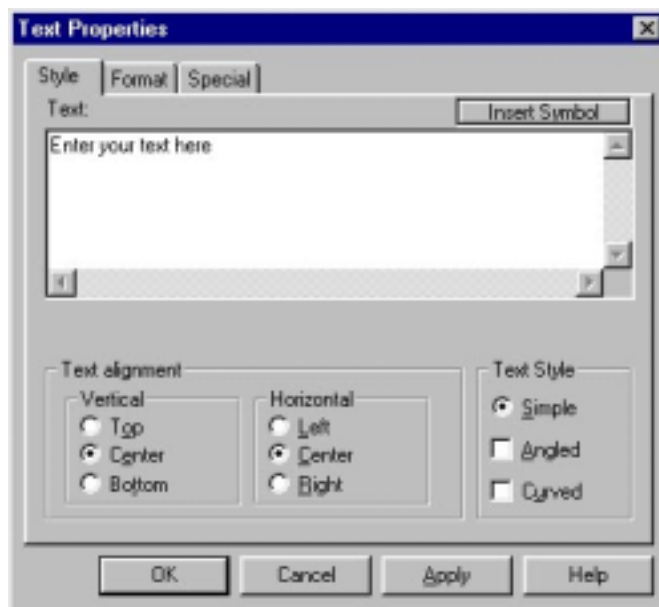 Text Properties
Style Format Special
Text: Insert Symbol
Enter your text here
Text alignment
Vertical
Top
Center
Bottom
Horizontal
Left
Center
Right
Text Style
Simple
Angled
Curved
OK Cancel Apply Help